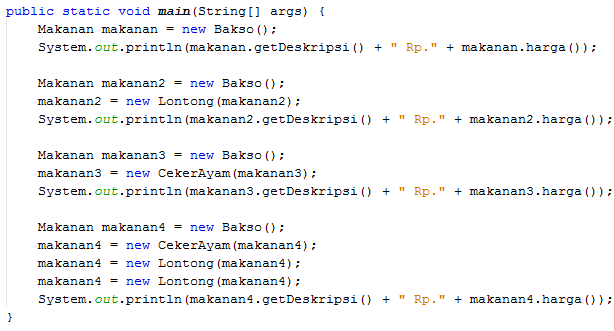 public static void main(String[] args) {
Makanan makanan = new Bakso();
System.out.println(makanan.getDeskripsi() + " Rp." + makanan.harga());
Makanan makanan2 = new Bakso();
makanan2 = new Lontong(makanan2);
System.out.println(makanan2.getDeskripsi() + " Rp." + makanan2.harga());
Makanan makanan3 = new Bakso();
makanan3 = new CekerAyam(makanan3);
System.out.println(makanan3.getDeskripsi() + " Rp." + makanan3.harga());
Makanan makanan4 = new Bakso();
makanan4 = new CekerAyam(makanan4);
makanan4 = new Lontong(makanan4);
makanan4 = new Lontong(makanan4);
System.out.println(makanan4.getDeskripsi() + " Rp." + makanan4.harga());
}